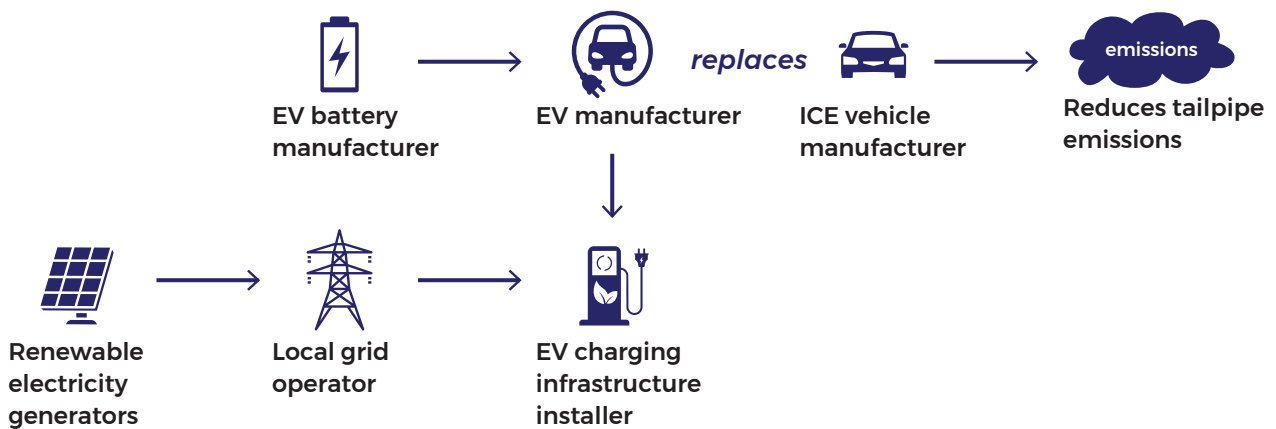 replaces
emissions
EV battery
manufacturer
EV manufacturer
ICE vehicle
manufacturer
Reduces tailpipe
emissions
Renewable
electricity
generators
Local grid
operator
EV charging
infrastructure
installer